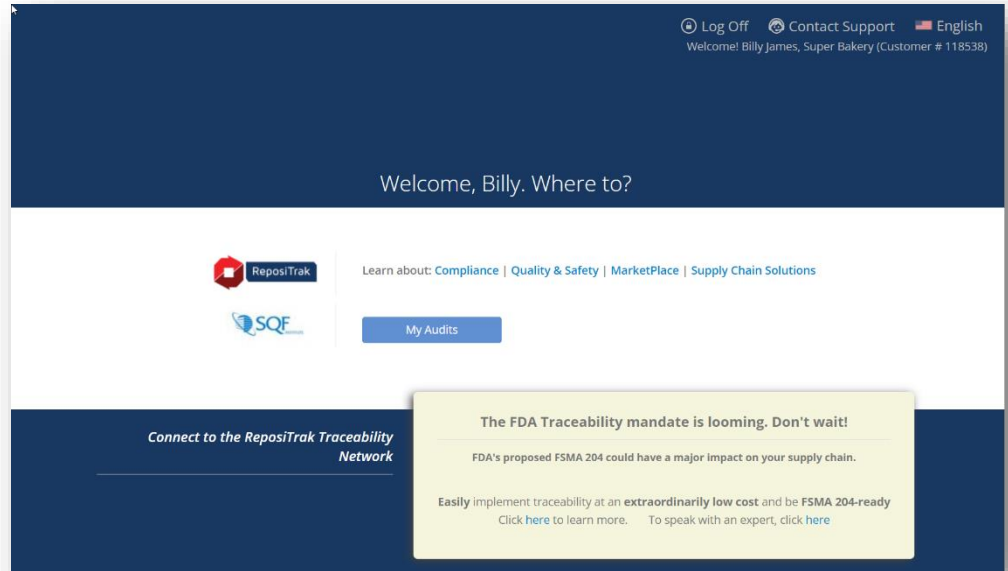 Log Off Contact Support English
Welcome! Billy James, Super Bakery (Customer # 118538)
Welcome, Billy. Where to?
ReposiTrak
Learn about: Compliance | Quality & Safety | MarketPlace | Supply Chain Solutions
SQF
My Audits
Connect to the ReposiTrak Traceability
Network
The FDA Traceability mandate is looming. Don't wait!
FDA's proposed FSMA 204 could have a major impact on your supply chain.
Easily implement traceability at an extraordinarily low cost and be FSMA 204-ready
Click here to learn more. To speak with an expert, click here